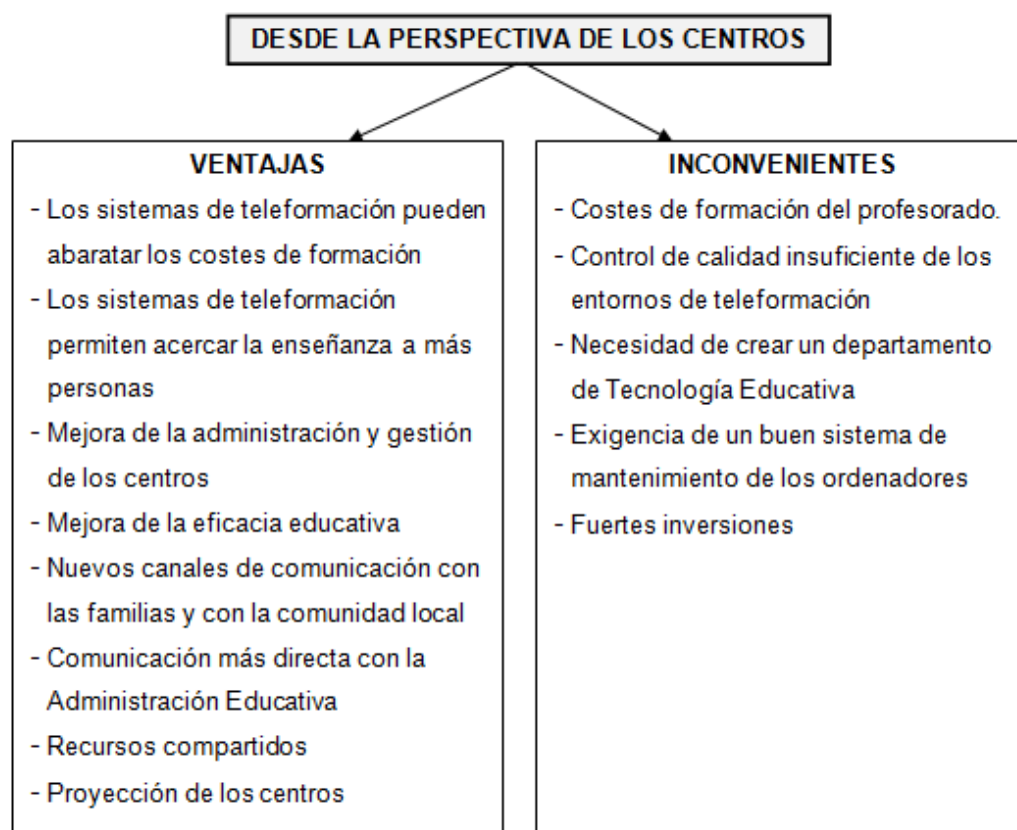 DESDE LA PERSPECTIVA DE LOS CENTROS
VENTAJAS
- Los sistemas de teleformación pueden
abaratar los costes de formación
- Los sistemas de teleformación
permiten acercar la enseñanza a más
personas
- Mejora de la administración y gestión
de los centros
- Mejora de la eficacia educativa
- Nuevos canales de comunicación con
las familias y con la comunidad local
- Comunicación más directa con la
Administración Educativa
- Recursos compartidos
- Proyección de los centros
INCONVENIENTES
- Costes de formación del profesorado.
- Control de calidad insuficiente de los
entornos de teleformación
- Necesidad de crear un departamento
de Tecnología Educativa
- Exigencia de un buen sistema de
mantenimiento de los ordenadores
- Fuertes inversiones